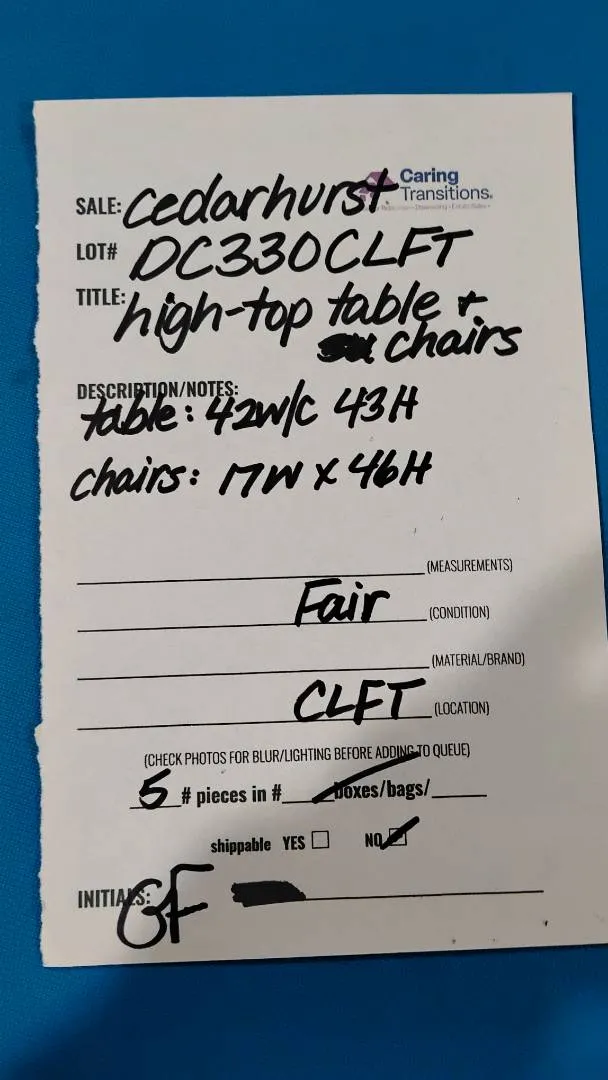 Caring
Transitions.
SALE: Cedarhurst
LOT# DC330CLFT
TITLE: high-top table +
chairs
DESCRIPTION/NOTES:
table: 42W/C 43H
chairs: 17W x 46H
(MEASUREMENTS)
Fair (CONDITION)
(MATERIAL/BRAND)
CLFT (LOCATION)
(CHECK PHOTOS FOR BLUR/LIGHTING BEFORE ADDING TO QUEUE)
5 # pieces in # boxes/bags/
shippable YES ☐ NO ☑
INITIALS: GF